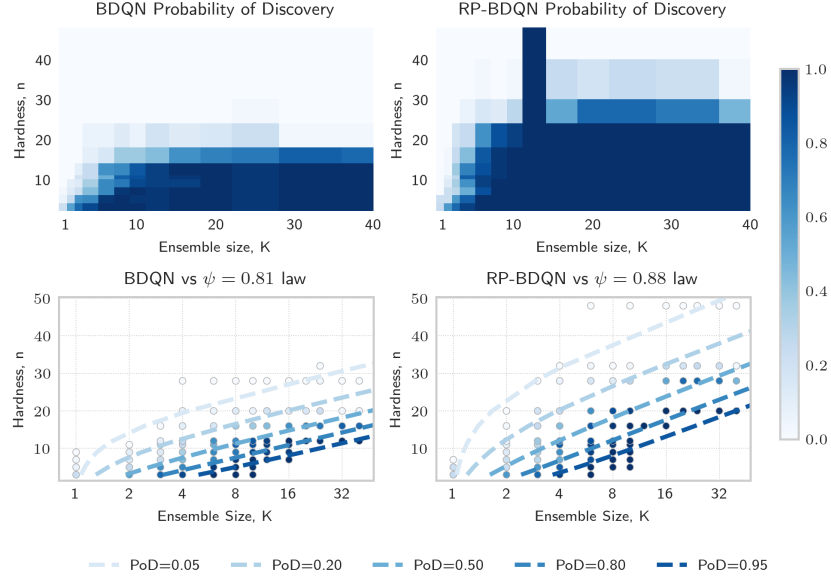 BDQN Probability of Discovery
RP-BDQN Probability of Discovery
Hardness, n
40
30
20
10
1 10 20 30 40
Ensemble size, K
Hardness, n
40
30
20
10
1 10 20 30 40
Ensemble size, K
1.0
0.8
0.6
0.4
0.2
0.0
BDQN vs ψ = 0.81 law
RP-BDQN vs ψ = 0.88 law
Hardness, n
50
40
30
20
10
1 2 4 8 16 32
Ensemble Size, K
Hardness, n
50
40
30
20
10
1 2 4 8 16 32
Ensemble Size, K
PoD=0.05 PoD=0.20 PoD=0.50 PoD=0.80 PoD=0.95